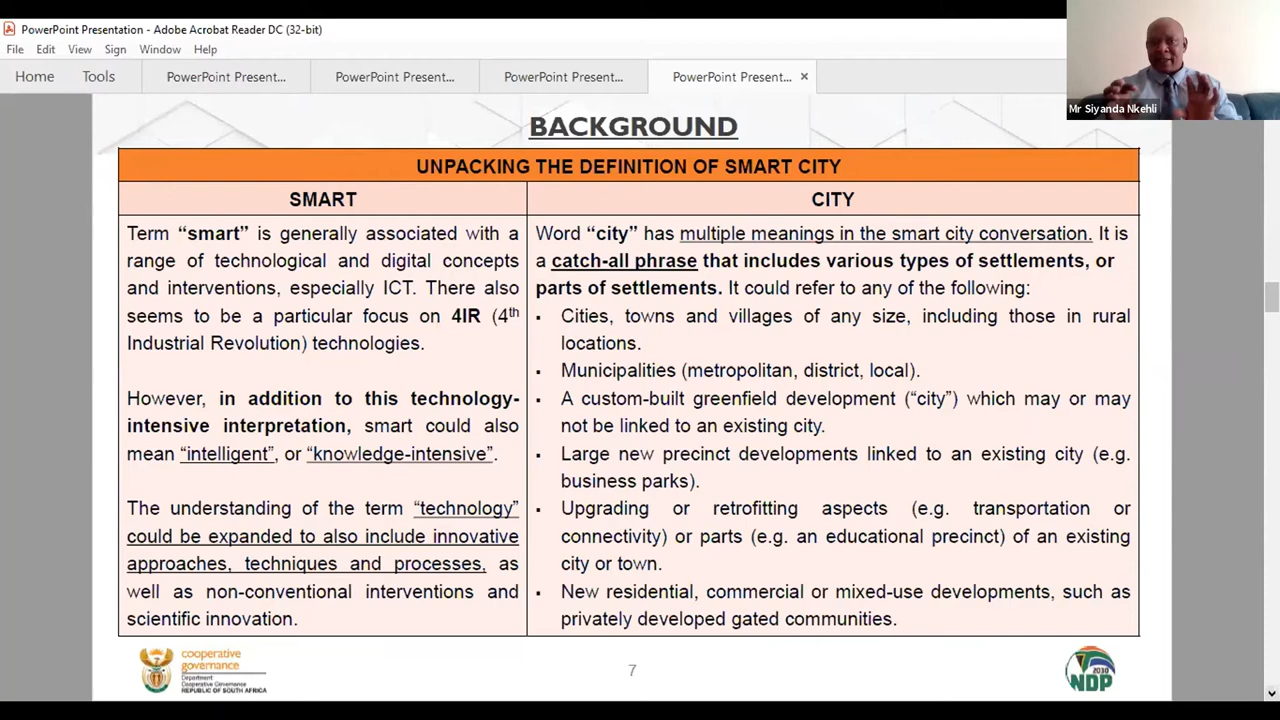 PowerPoint Presentation - Adobe Acrobat Reader DC (32-bit)
File Edit View Sign Window Help
Home Tools PowerPoint Present... PowerPoint Present... PowerPoint Present... PowerPoint Present... ×
Mr Siyanda Nkehli
BACKGROUND
UNPACKING THE DEFINITION OF SMART CITY
SMART
Term “smart” is generally associated with a
range of technological and digital concepts
and interventions, especially ICT. There also
seems to be a particular focus on 4IR (4th
Industrial Revolution) technologies.
However, in addition to this technology-
intensive interpretation, smart could also
mean “intelligent”, or “knowledge-intensive”.
The understanding of the term “technology”
could be expanded to also include innovative
approaches, techniques and processes, as
well as non-conventional interventions and
scientific innovation.
CITY
Word “city” has multiple meanings in the smart city conversation. It is
a catch-all phrase that includes various types of settlements, or
parts of settlements. It could refer to any of the following:
▪ Cities, towns and villages of any size, including those in rural
locations.
▪ Municipalities (metropolitan, district, local).
▪ A custom-built greenfield development (“city”) which may or may
not be linked to an existing city.
▪ Large new precinct developments linked to an existing city (e.g.
business parks).
▪ Upgrading or retrofitting aspects (e.g. transportation or
connectivity) or parts (e.g. an educational precinct) of an existing
city or town.
▪ New residential, commercial or mixed-use developments, such as
privately developed gated communities.
cooperative
governance
Department:
Cooperative Governance
REPUBLIC OF SOUTH AFRICA
7
2030
NDP